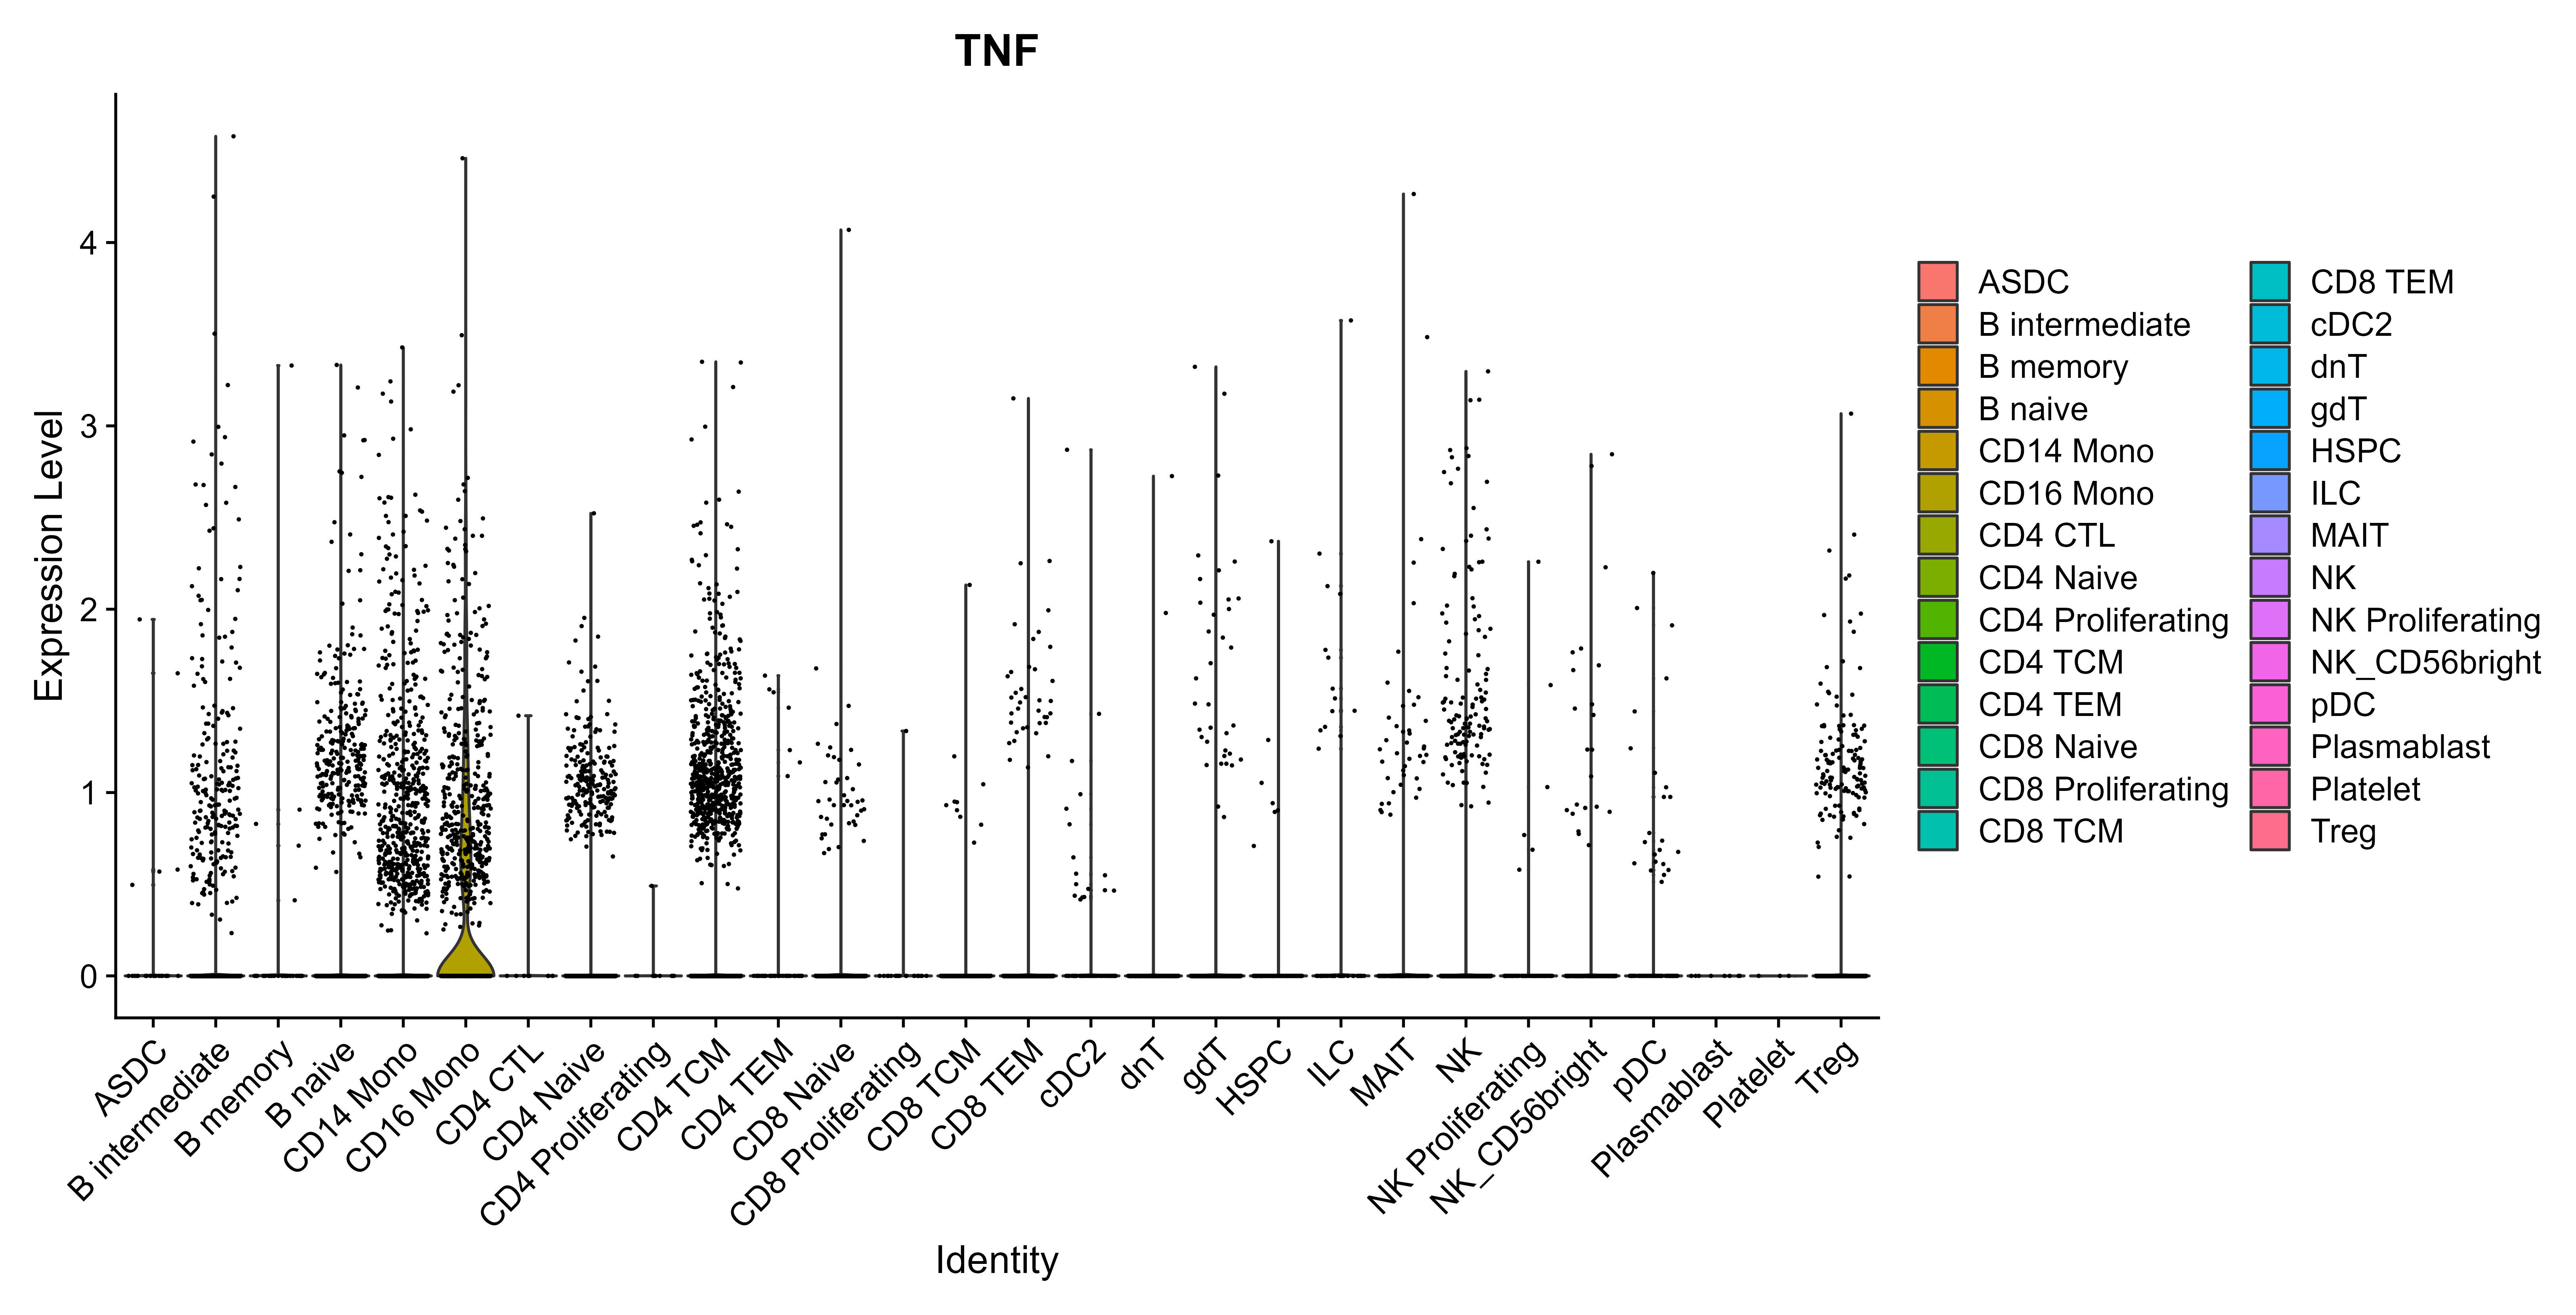 TNF
Expression Level
4
3
2
1
0
ASDC
B intermediate
B memory
B naive
CD14 Mono
CD16 Mono
CD4 CTL
CD4 Naive
CD4 Proliferating
CD4 TCM
CD4 TEM
CD8 Naive
CD8 Proliferating
CD8 TCM
CD8 TEM
cDC2
dnT
gdT
HSPC
ILC
MAIT
NK
NK Proliferating
NK_CD56bright
pDC
Plasmablast
Platelet
Treg
Identity
ASDC
B intermediate
B memory
B naive
CD14 Mono
CD16 Mono
CD4 CTL
CD4 Naive
CD4 Proliferating
CD4 TCM
CD4 TEM
CD8 Naive
CD8 Proliferating
CD8 TCM
CD8 TEM
cDC2
dnT
gdT
HSPC
ILC
MAIT
NK
NK Proliferating
NK_CD56bright
pDC
Plasmablast
Platelet
Treg